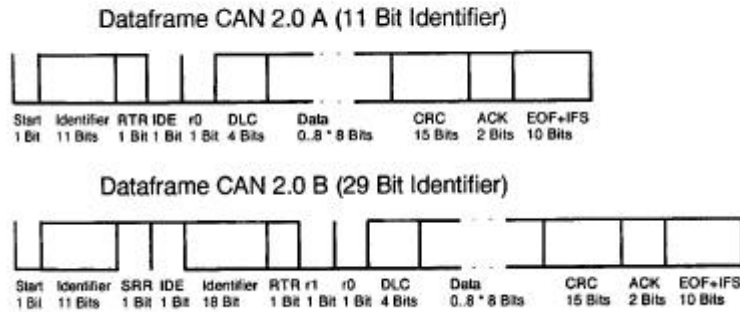 Dataframe CAN 2.0 A (11 Bit Identifier)
Start Identifier RTR IDE r0 DLC Data CRC ACK EOF+IFS
1 Bit 11 Bits 1 Bit 1 Bit 1 Bit 4 Bits 0..8 * 8 Bits 15 Bits 2 Bits 10 Bits
Dataframe CAN 2.0 B (29 Bit Identifier)
Start Identifier SRR IDE Identifier RTR r1 r0 DLC Data CRC ACK EOF+IFS
1 Bit 11 Bits 1 Bit 1 Bit 18 Bit 1 Bit 1 Bit 1 Bit 4 Bits 0..8 * 8 Bits 15 Bits 2 Bits 10 Bits